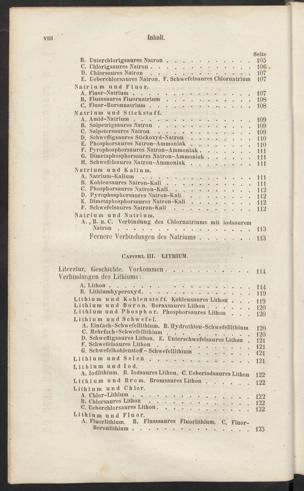 VIII Inhalt.
Seite
B. Unterchlorigsaures Natron . . . . . . . . . . 105
C. Chlorigsaures Natron . . . . . . . . . . 106
D. Chlorsaures Natron . . . . . . . . . . 107
E. Ueberchlorsaures Natron. F. Schwefelsaures Chlornatrium 107
Natrium und Fluor.
A. Fluor-Natrium . . . . . . . . . . 107
B. Flusssaures Fluornatrium . . . . . . . . . . 108
C. Fluor-Boronnatrium . . . . . . . . . . 108
Natrium und Stickstoff.
A. Amid-Natrium . . . . . . . . . . 109
B. Salpetrigsaures Natron . . . . . . . . . . 109
C. Salpetersaures Natron . . . . . . . . . . 109
D. Schwefligsaures Stickoxyd-Natron . . . . . . . . . . 110
E. Phosphorsaures Natron-Ammoniak . . . . . . . . . . 110
F. Pyrophosphorsaures Natron-Ammoniak . . . . . . . . . . 111
G. Dimetaphosphorsaures Natron-Ammoniak . . . . . . . . . . 111
H. Schwefelsaures Natron-Ammoniak . . . . . . . . . . 111
Natrium und Kalium.
A. Natrium-Kalium . . . . . . . . . . 111
B. Kohlensaures Natron-Kali . . . . . . . . . . 111
C. Phosphorsaures Natron-Kali . . . . . . . . . . 112
D. Pyrophosphorsaures Natron-Kali . . . . . . . . . . 112
E. Dimetaphosphorsaures Natron-Kali . . . . . . . . . . 112
F. Schwefelsaures Natron-Kali . . . . . . . . . . 112
Natrium und Natrium.
A., B. u. C. Verbindung des Chlornatriums mit iodsaurem
Natron . . . . . . . . . . 113
Fernere Verbindungen des Natriums . . . . . . 113
CAPITEL III. LITHIUM.
Literatur, Geschichte. Vorkommen . . . . . . . . . . 114
Verbindungen des Lithiums:
A. Lithon . . . . . . . . . . 114
B. Lithiumhyperoxyd . . . . . . . . . . 119
Lithium und Kohlenstoff. Kohlensaures Lithon . . . 119
Lithium und Boron. Boraxsaures Lithon . . . . . 120
Lithium und Phosphor. Phosphorsaures Lithon . . . 120
Lithium und Schwefel.
A. Einfach-Schwefellithium. B. Hydrothion-Schwefellithium 120
C. Mehrfach-Schwefellithium . . . . . . . . . . 120
D. Schwefligsaures Lithon. E. Unterschwefelsaures Lithon 121
F. Schwefelsaures Lithon . . . . . . . . . . 121
G. Schwefelkohlenstoff-Schwefellithium . . . . . . 121
Lithium und Selen . . . . . . . . . . 121
Lithium und Iod.
A. Jodlithium. B. Iodsaures Lithon. C. Ueberiodsaures Lithon 122
Lithium und Brom. Bromsaures Lithon . . . . . 122
Lithium und Chlor.
A. Chlor-Lithium . . . . . . . . . . 122
B. Chlorsaures Lithon . . . . . . . . . . 122
C. Ueberchlorsaures Lithon . . . . . . . . . . 122
Lithium und Fluor.
A. Fluorlithium. B. Flusssaures Fluorlithium. C. Fluor-
Boronlithium . . . . . . . . . . 123